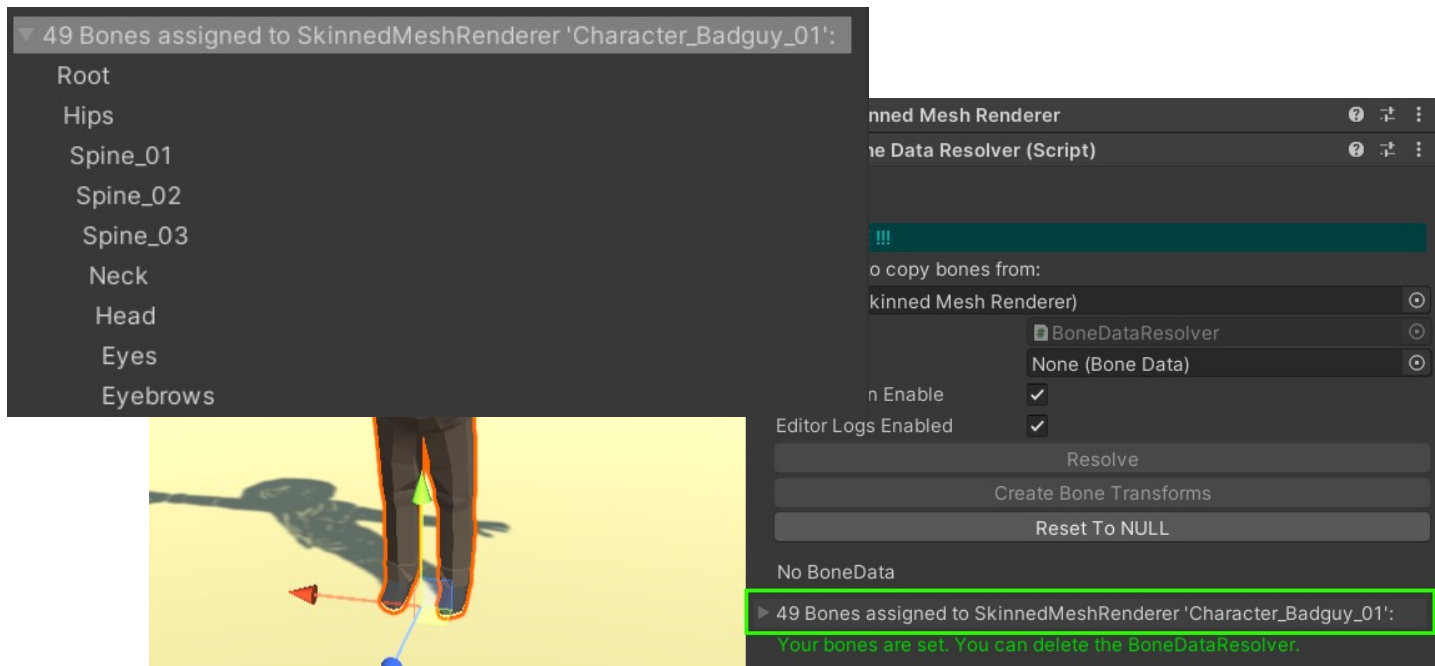 49 Bones assigned to SkinnedMeshRenderer 'Character_Badguy_01':
Root
Hips
Spine_01
Spine_02
Spine_03
Neck
Head
Eyes
Eyebrows
nned Mesh Renderer
ne Data Resolver (Script)
!!!
o copy bones from:
kinned Mesh Renderer)
BoneDataResolver
None (Bone Data)
n Enable
Editor Logs Enabled
Resolve
Create Bone Transforms
Reset To NULL
No BoneData
49 Bones assigned to SkinnedMeshRenderer 'Character_Badguy_01':
Your bones are set. You can delete the BoneDataResolver.